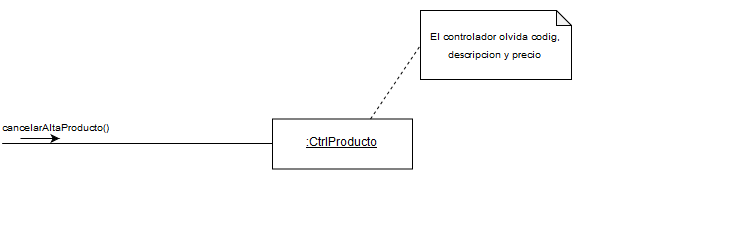 El controlador olvida codig,
descripcion y precio
cancelarAltaProducto()
:CtrlProducto